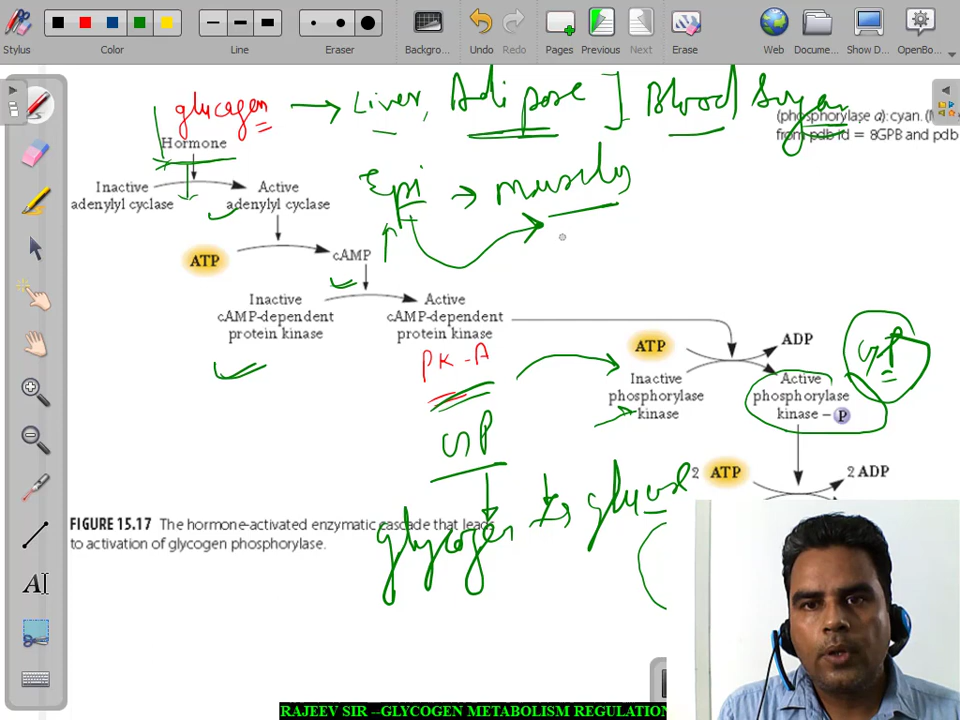 Stylus Color Line Eraser Backgro... Undo Redo Pages Previous Next Erase Web Docume... Show D... OpenBo...
glycogen → Liver, Adipose ] Blood Sugar
(phosphorylase a): cyan. (M
from pdb id = 8GPB and pdb
Hormone
Inactive
adenylyl cyclase
Active
adenylyl cyclase
Epi → muscles
ATP
cAMP
Inactive
cAMP-dependent
protein kinase
Active
cAMP-dependent
protein kinase
PK-A
GP
ATP
ADP
Inactive
phosphorylase
kinase
Active
phosphorylase
kinase – P
GP
2 ATP
2 ADP
glycogen → glucose
FIGURE 15.17 The hormone-activated enzymatic cascade that leads
to activation of glycogen phosphorylase.
RAJEEV SIR --GLYCOGEN METABOLISM REGULATION